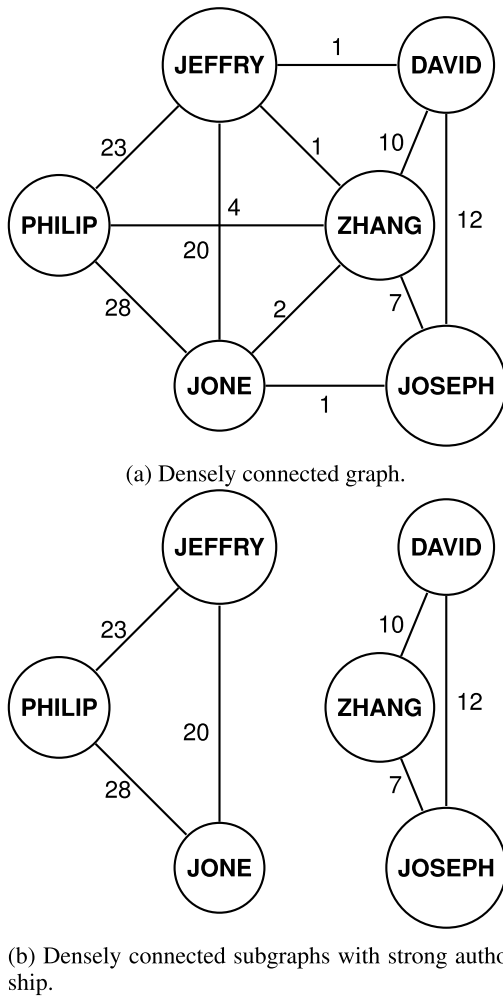 JEFFRY
1
DAVID
23
1
10
PHILIP
4
ZHANG
20
12
28
2
7
JONE
1
JOSEPH
(a) Densely connected graph.
JEFFRY
DAVID
23
10
PHILIP
ZHANG
20
12
28
7
JONE
JOSEPH
(b) Densely connected subgraphs with strong autho
ship.